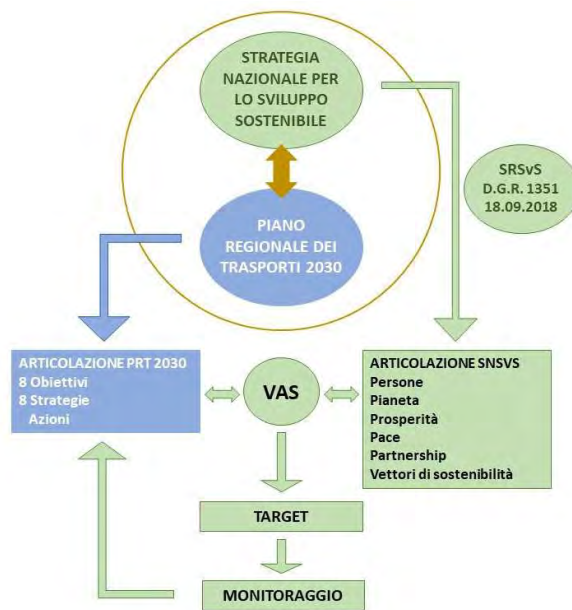 STRATEGIA
NAZIONALE PER
LO SVILUPPO
SOSTENIBILE
SRSvS
D.G.R. 1351
18.09.2018
PIANO
REGIONALE DEI
TRASPORTI 2030
ARTICOLAZIONE PRT 2030
8 Obiettivi
8 Strategie
Azioni
VAS
ARTICOLAZIONE SNSVS
Persone
Pianeta
Prosperità
Pace
Partnership
Vettori di sostenibilità
TARGET
MONITORAGGIO